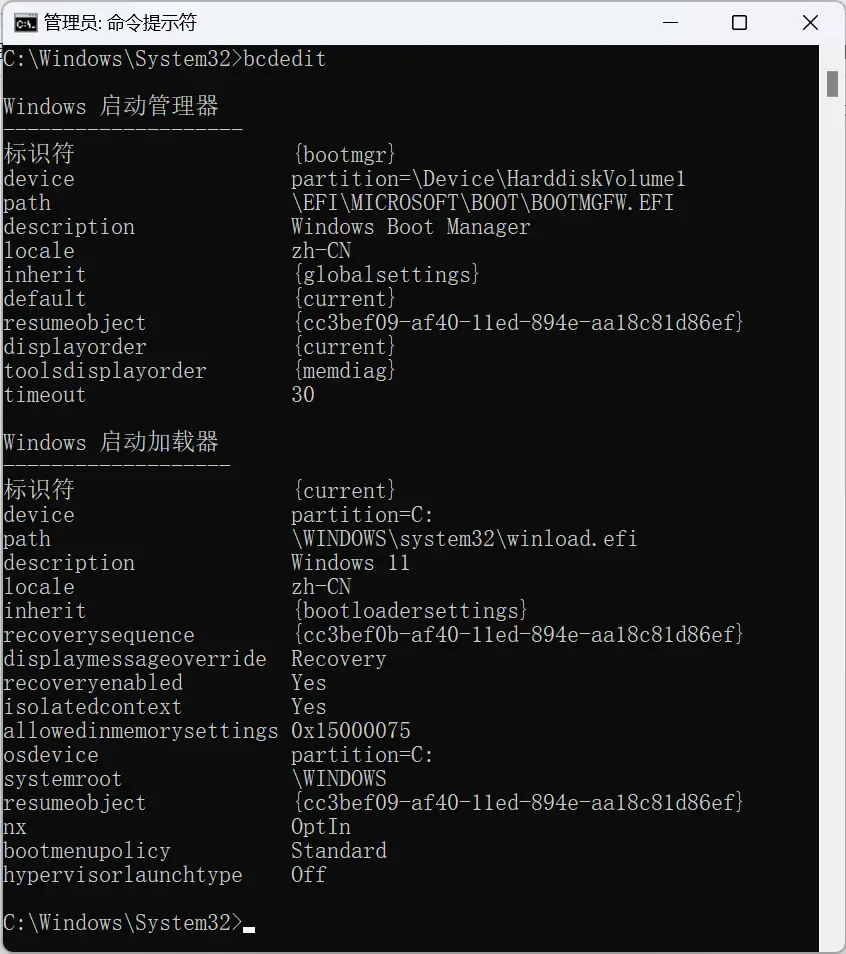 管理员: 命令提示符
C:\Windows\System32>bcdedit
Windows 启动管理器
--------------------
标识符 {bootmgr}
device partition=\Device\HarddiskVolume1
path \EFI\MICROSOFT\BOOT\BOOTMGFW.EFI
description Windows Boot Manager
locale zh-CN
inherit {globalsettings}
default {current}
resumeobject {cc3bef09-af40-11ed-894e-aa18c81d86ef}
displayorder {current}
toolsdisplayorder {memdiag}
timeout 30
Windows 启动加载器
-------------------
标识符 {current}
device partition=C:
path \WINDOWS\system32\winload.efi
description Windows 11
locale zh-CN
inherit {bootloadersettings}
recoverysequence {cc3bef0b-af40-11ed-894e-aa18c81d86ef}
displaymessageoverride Recovery
recoveryenabled Yes
isolatedcontext Yes
allowedinmemorysettings 0x15000075
osdevice partition=C:
systemroot \WINDOWS
resumeobject {cc3bef09-af40-11ed-894e-aa18c81d86ef}
nx OptIn
bootmenupolicy Standard
hypervisorlaunchtype Off
C:\Windows\System32>